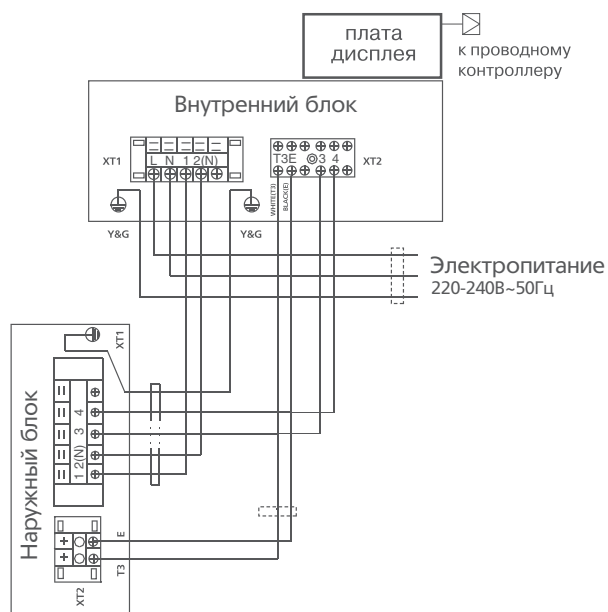 плата
дисплея
к проводному
контроллеру
Внутренний блок
XT1
L N 1 2(N)
T3E 3 4
XT2
WHITE(T3)
BLACK(E)
Y&G
Y&G
Электропитание
220-240В~50Гц
Наружный блок
XT1
1 2(N) 3 4
E
T3
XT2